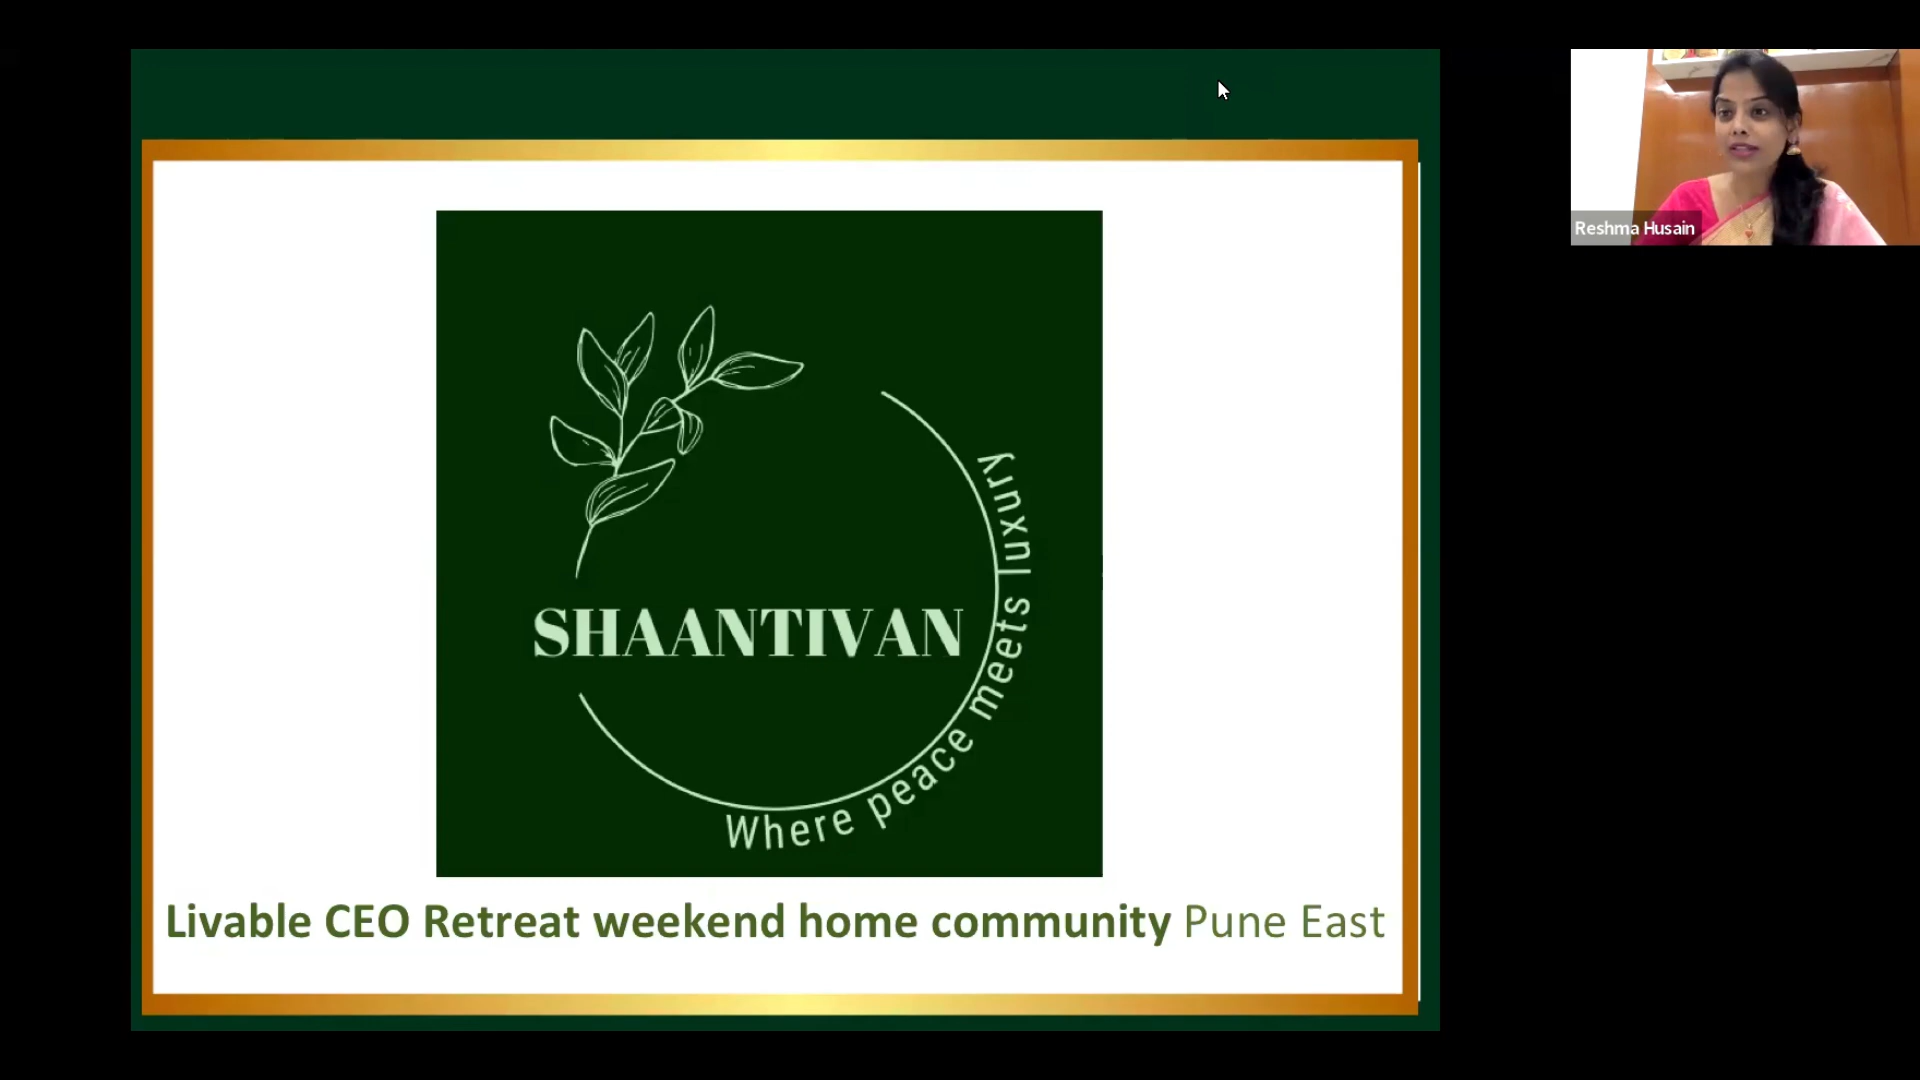 SHAANTIVAN
Where peace meets luxury
Livable CEO Retreat weekend home community Pune East
Reshma Husain